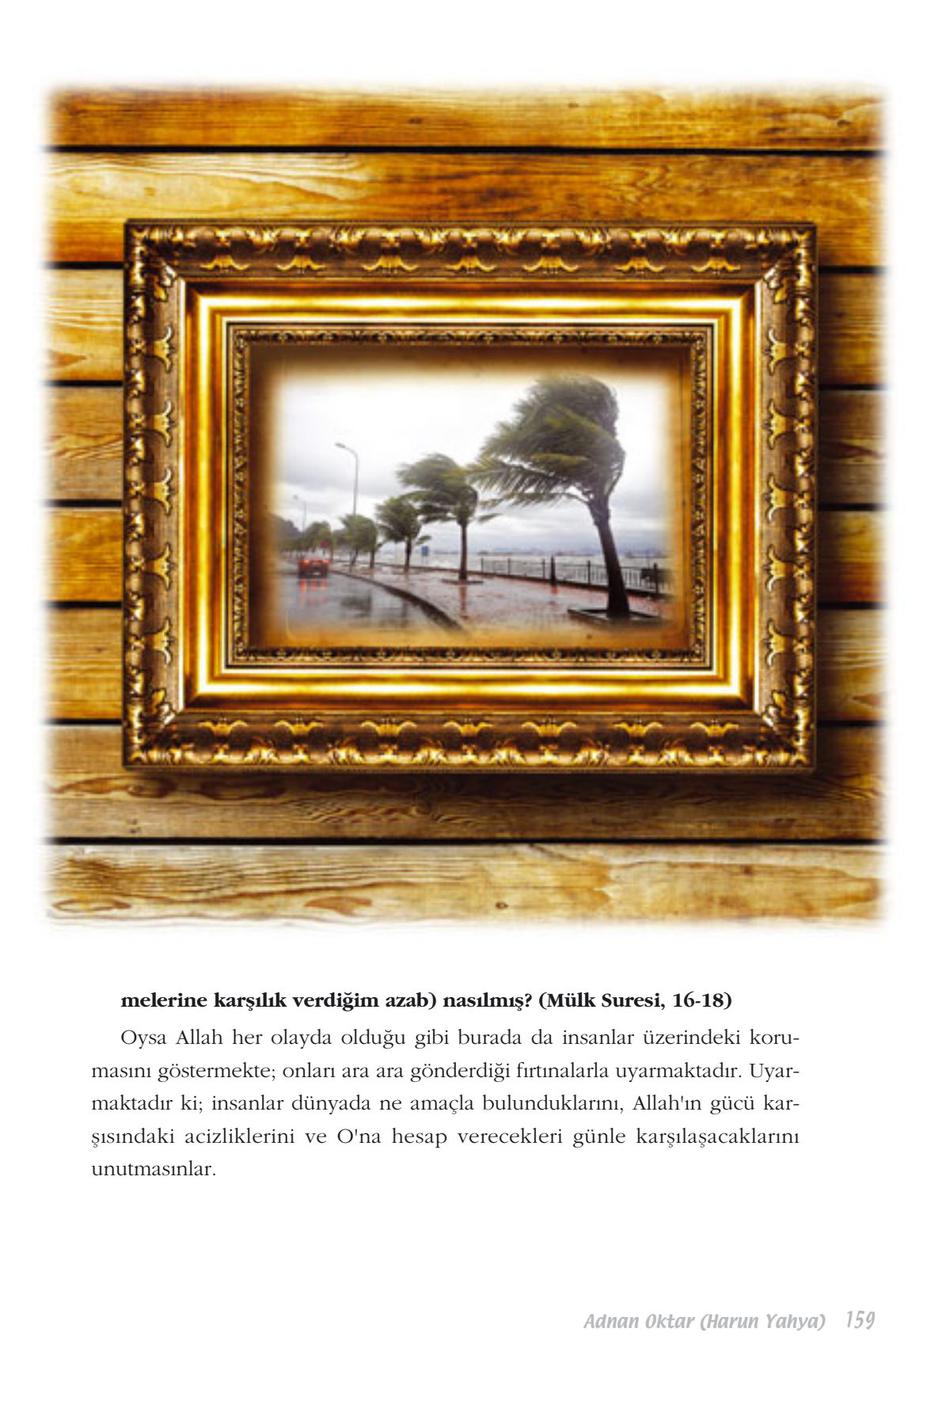 melerine karşılık verdiğim azab) nasılmış? (Mülk Suresi, 16-18)
Oysa Allah her olayda olduğu gibi burada da insanlar üzerindeki koru-
masını göstermekte; onları ara ara gönderdiği fırtınalarla uyarmaktadır. Uyar-
maktadır ki; insanlar dünyada ne amaçla bulunduklarını, Allah'ın gücü kar-
şısındaki acizliklerini ve O'na hesap verecekleri günle karşılaşacaklarını
unutmasınlar.
Adnan Oktar (Harun Yahya) 159